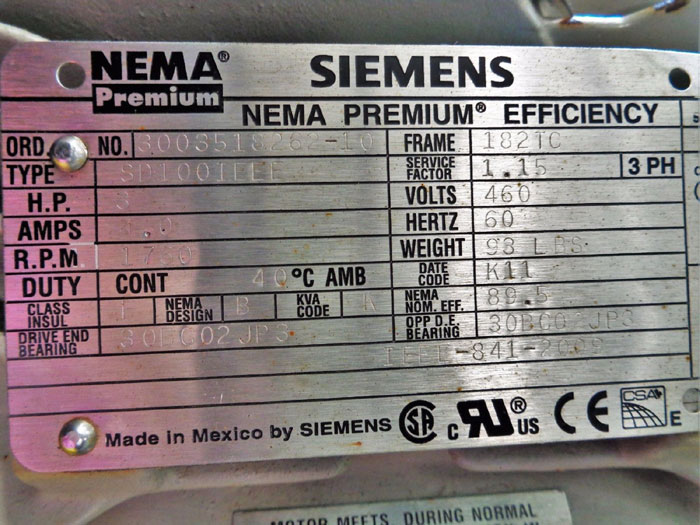 NEMA® SIEMENS
Premium
NEMA PREMIUM® EFFICIENCY
ORD. NO. 3003518262-10 FRAME 182TC
TYPE SD100IEEE SERVICE FACTOR 1.15 3 PH
H.P. 3 VOLTS 460
AMPS HERTZ 60
R.P.M. WEIGHT 93 LBS
DUTY CONT 40°C AMB DATE CODE K11
CLASS INSUL F NEMA DESIGN B KVA CODE K NEMA NOM. EFF. 89.5
DRIVE END BEARING 30BC02JP3 OPP D.E. BEARING
IEEE-841-2009
Made in Mexico by SIEMENS SA c RU® US CE CSA E
MOTOR MEETS, DURING NORMAL